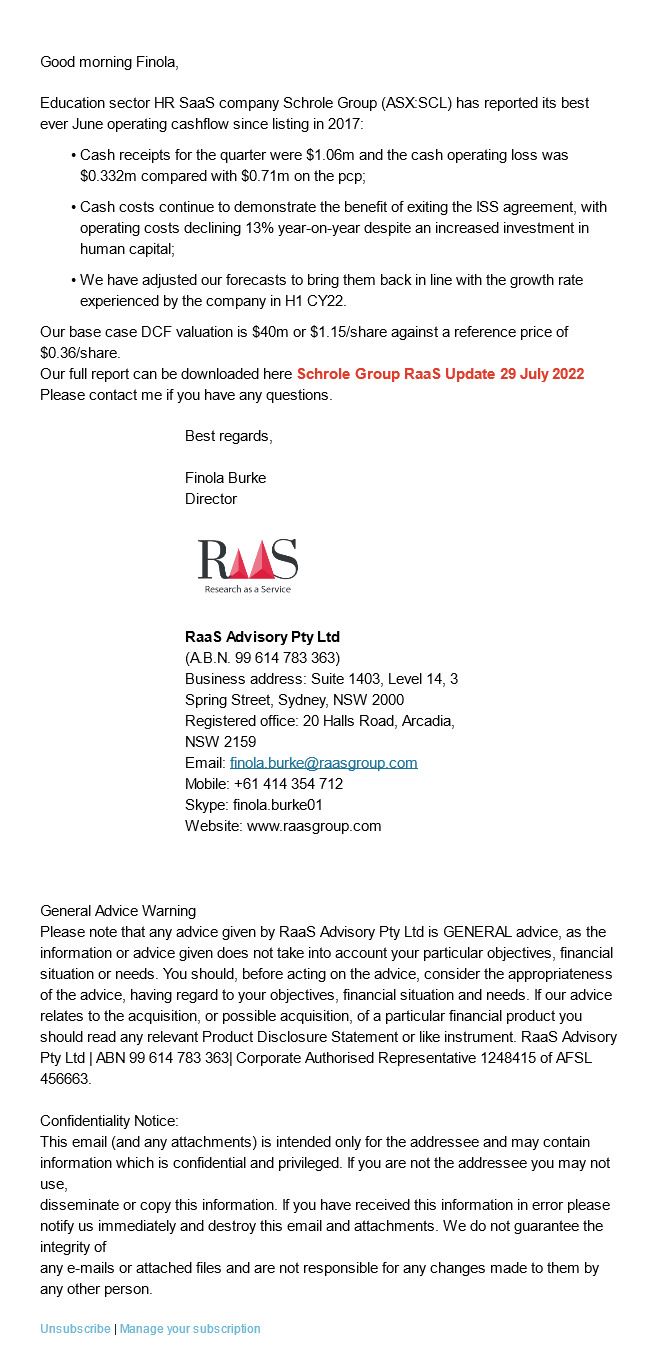 Good morning Finola,
Education sector HR SaaS company Schrole Group (ASX:SCL) has reported its best
ever June operating cashflow since listing in 2017:
• Cash receipts for the quarter were $1.06m and the cash operating loss was
$0.332m compared with $0.71m on the pcp;
• Cash costs continue to demonstrate the benefit of exiting the ISS agreement, with
operating costs declining 13% year-on-year despite an increased investment in
human capital;
• We have adjusted our forecasts to bring them back in line with the growth rate
experienced by the company in H1 CY22.
Our base case DCF valuation is $40m or $1.15/share against a reference price of
$0.36/share.
Our full report can be downloaded here Schrole Group RaaS Update 29 July 2022
Please contact me if you have any questions.
Best regards,
Finola Burke
Director
RaaS
Research as a Service
RaaS Advisory Pty Ltd
(A.B.N. 99 614 783 363)
Business address: Suite 1403, Level 14, 3
Spring Street, Sydney, NSW 2000
Registered office: 20 Halls Road, Arcadia,
NSW 2159
Email: finola.burke@raasgroup.com
Mobile: +61 414 354 712
Skype: finola.burke01
Website: www.raasgroup.com
General Advice Warning
Please note that any advice given by RaaS Advisory Pty Ltd is GENERAL advice, as the
information or advice given does not take into account your particular objectives, financial
situation or needs. You should, before acting on the advice, consider the appropriateness
of the advice, having regard to your objectives, financial situation and needs. If our advice
relates to the acquisition, or possible acquisition, of a particular financial product you
should read any relevant Product Disclosure Statement or like instrument. RaaS Advisory
Pty Ltd | ABN 99 614 783 363| Corporate Authorised Representative 1248415 of AFSL
456663.
Confidentiality Notice:
This email (and any attachments) is intended only for the addressee and may contain
information which is confidential and privileged. If you are not the addressee you may not
use,
disseminate or copy this information. If you have received this information in error please
notify us immediately and destroy this email and attachments. We do not guarantee the
integrity of
any e-mails or attached files and are not responsible for any changes made to them by
any other person.
Unsubscribe | Manage your subscription